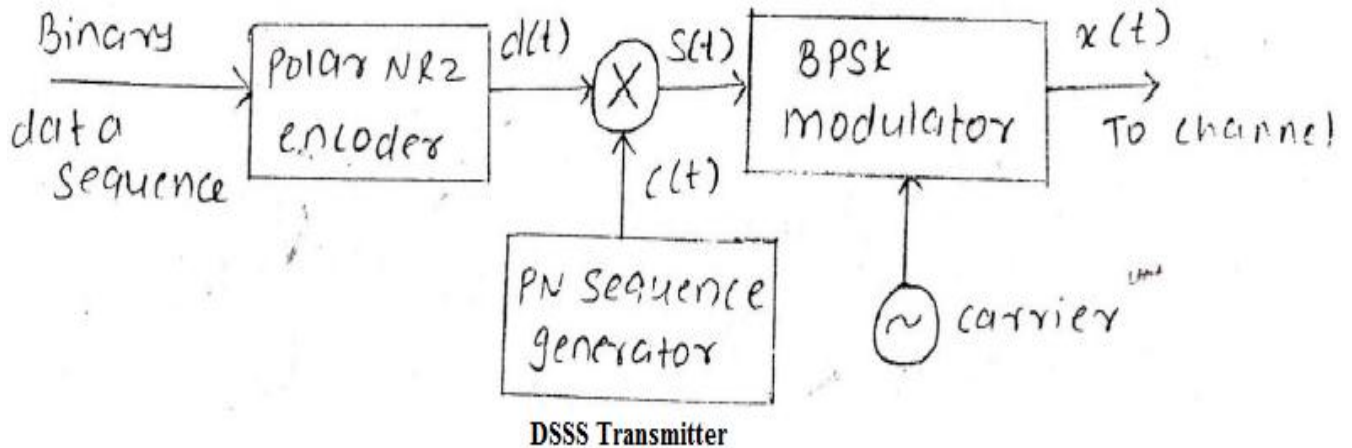 Binary
data
sequence
Polar NRZ
encoder
d(t)
X
S(t)
c(t)
PN sequence
generator
BPSK
modulator
x(t)
To channel
~
carrier
DSSS Transmitter